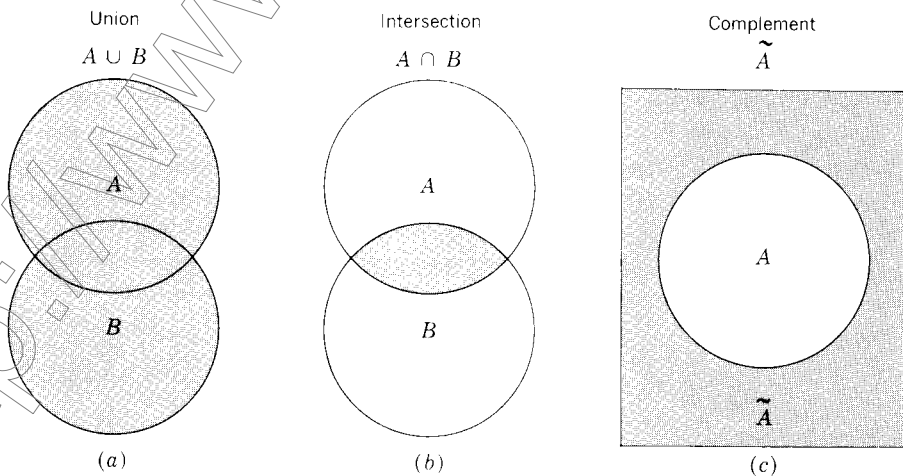 Union
A ∪ B
A
B
(a)
Intersection
A ∩ B
A
B
(b)
Complement
Ã
A
Ã
(c)